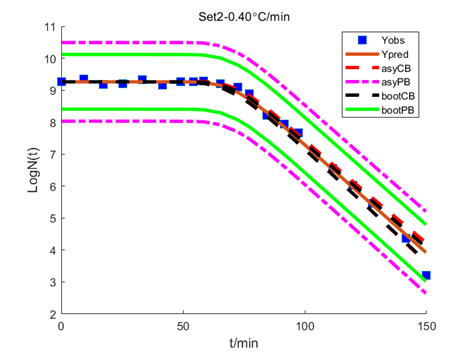 Set2-0.40°C/min
11
10
9
8
7
6
5
4
3
2
LogN(t)
0
50
100
150
t/min
Yobs
Ypred
asyCB
asyPB
bootCB
bootPB